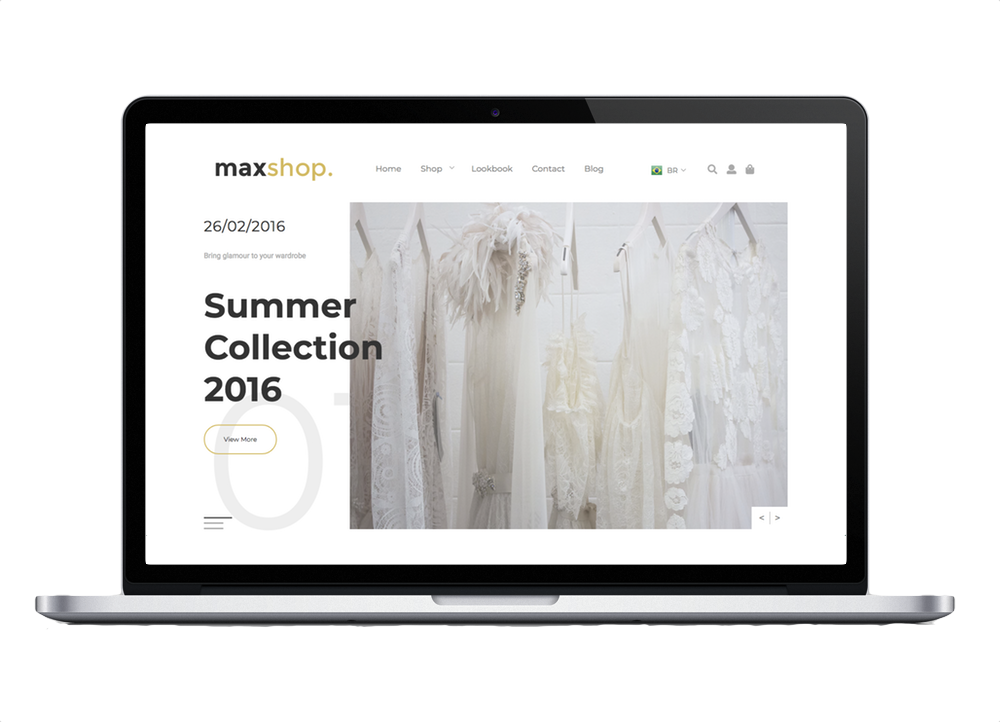 maxshop.
Home Shop Lookbook Contact Blog BR
26/02/2016
Bring glamour to your wardrobe
Summer
Collection
2016
View More
< | >